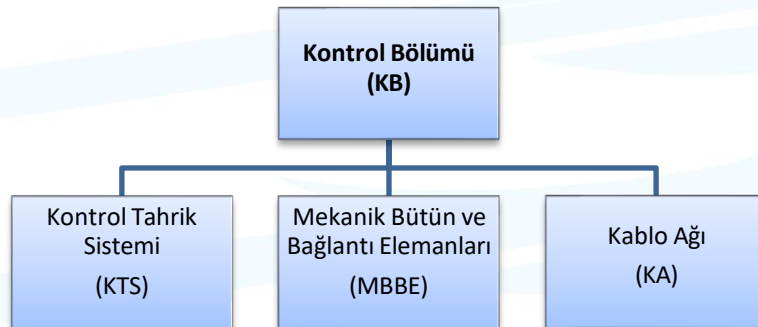 Kontrol Bölümü
(KB)
Kontrol Tahrik
Sistemi
(KTS)
Mekanik Bütün ve
Bağlantı Elemanları
(MBBE)
Kablo Ağı
(KA)